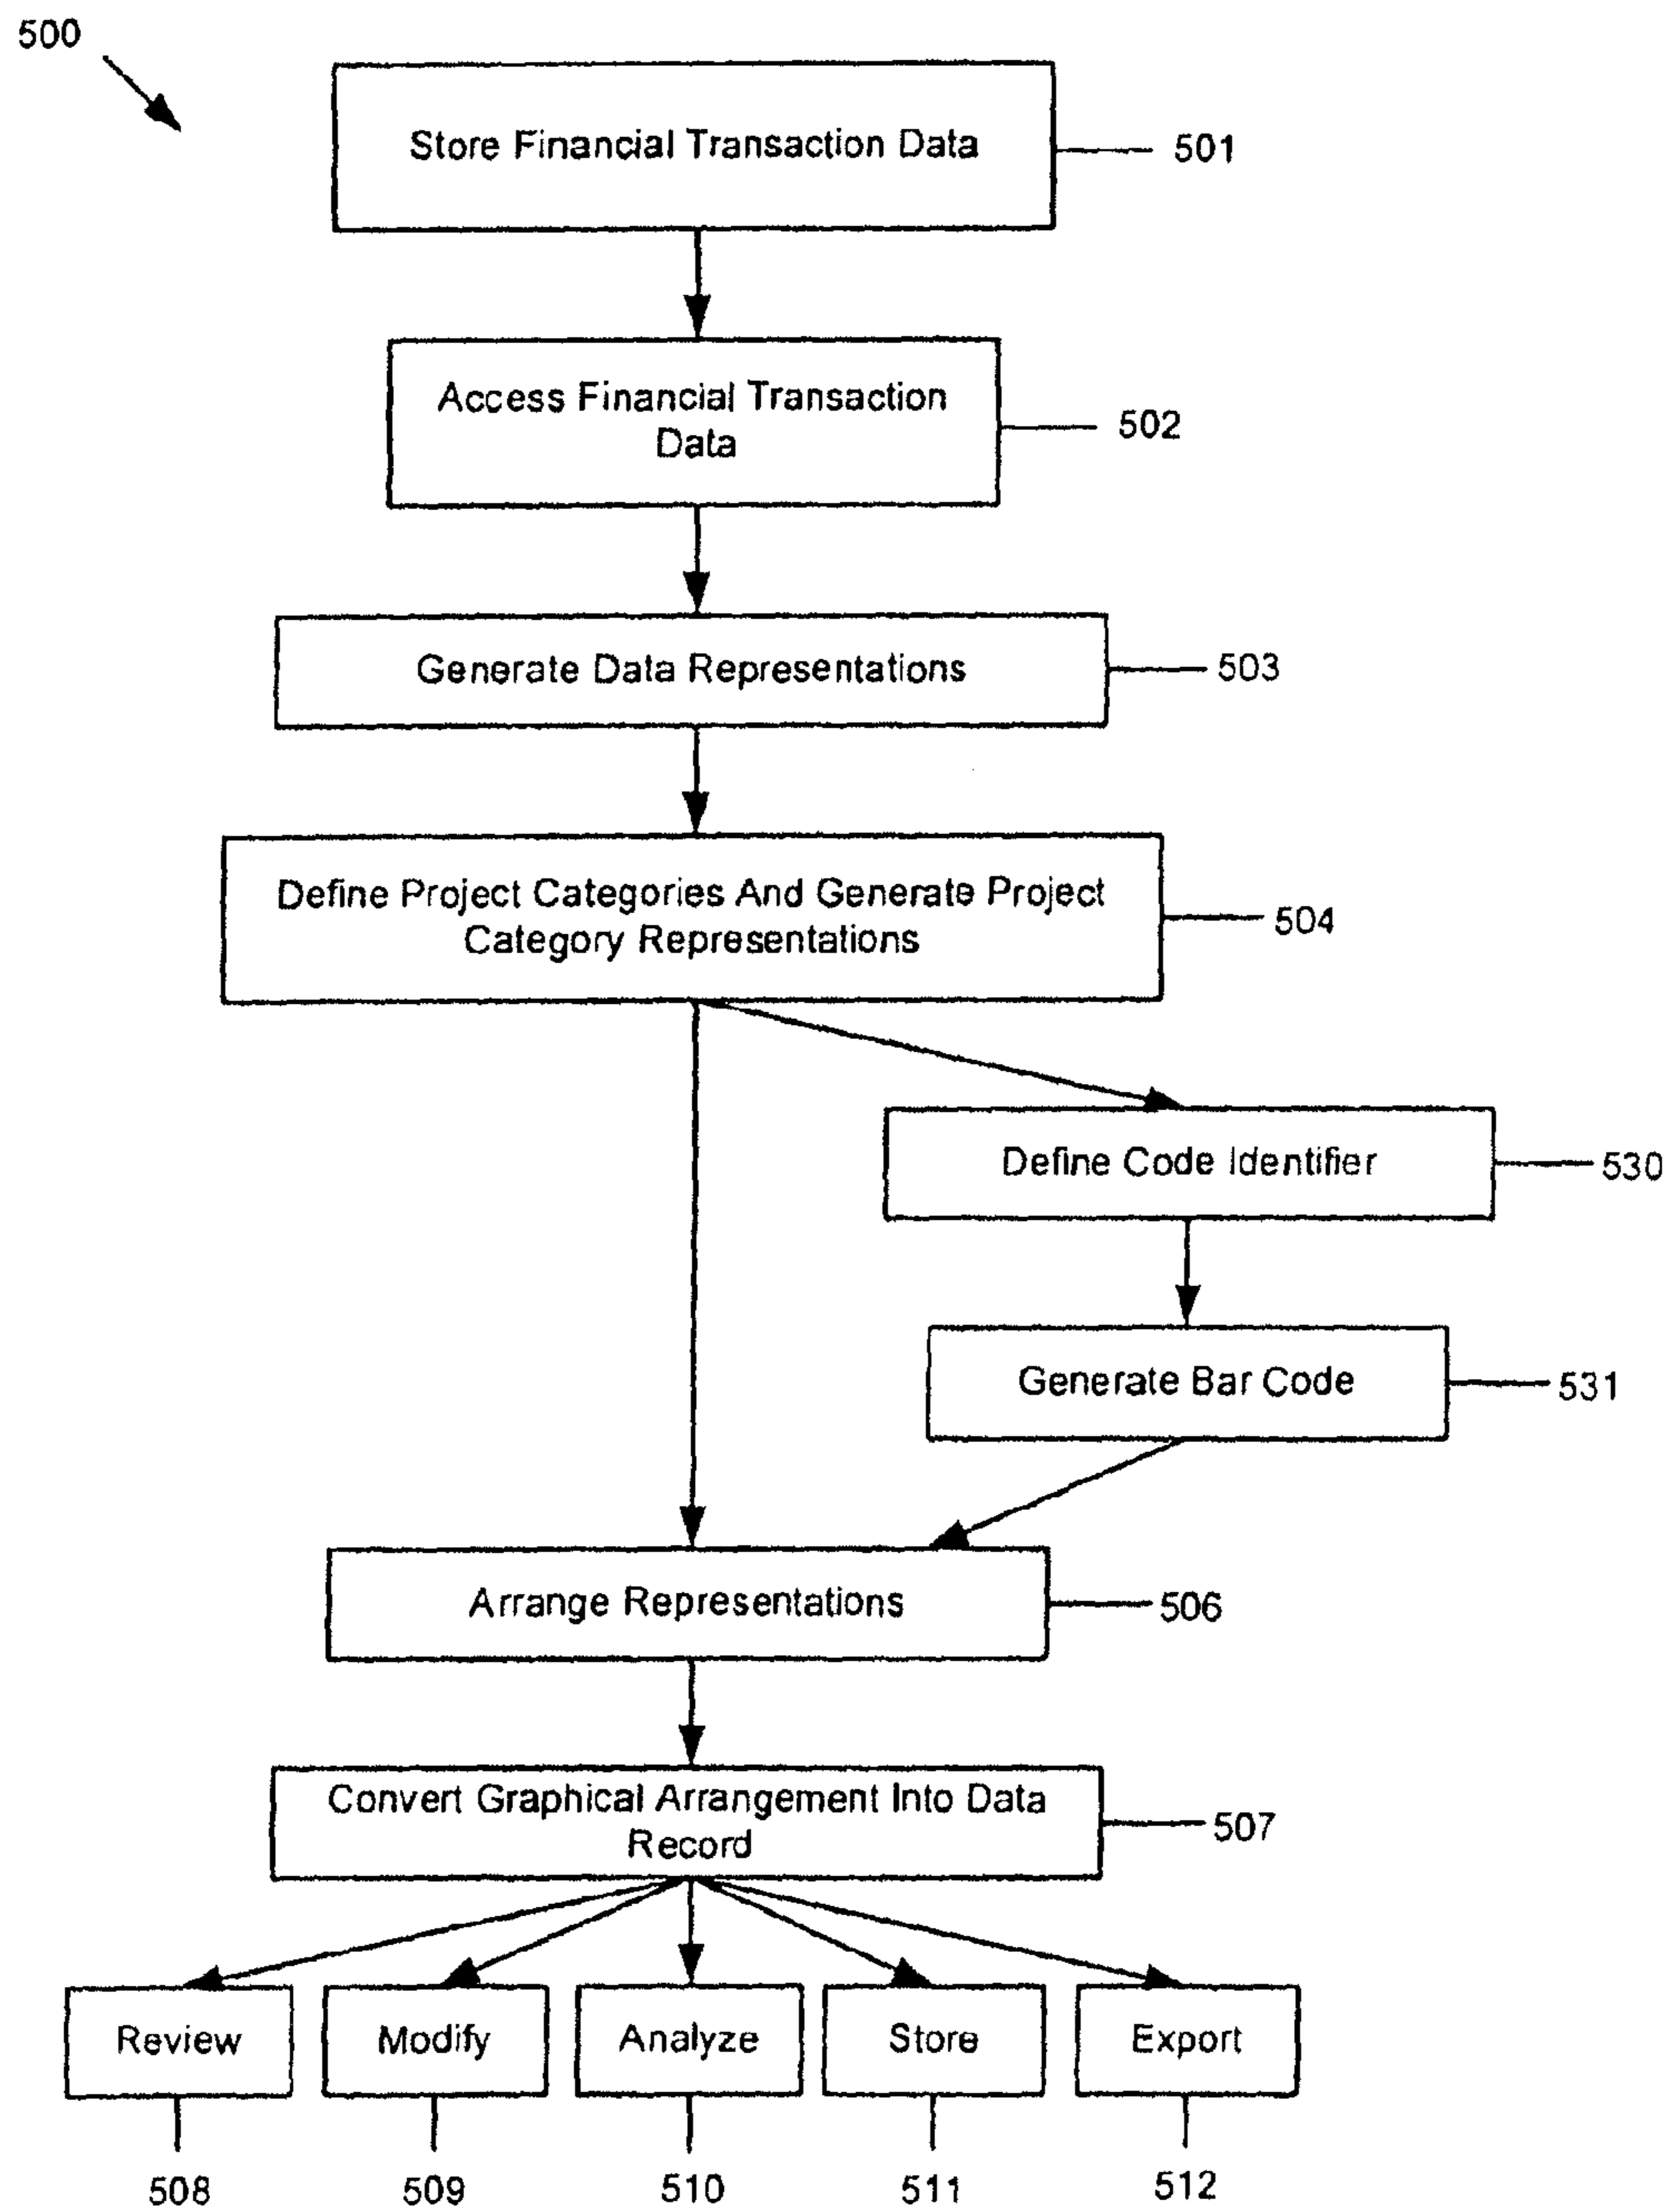 500
Store Financial Transaction Data
501
Access Financial Transaction
Data
502
Generate Data Representations
503
Define Project Categories And Generate Project
Category Representations
504
Define Code Identifier
530
Generate Bar Code
531
Arrange Representations
506
Convert Graphical Arrangement Into Data
Record
507
Review
Modify
Analyze
Store
Export
508
509
510
511
512